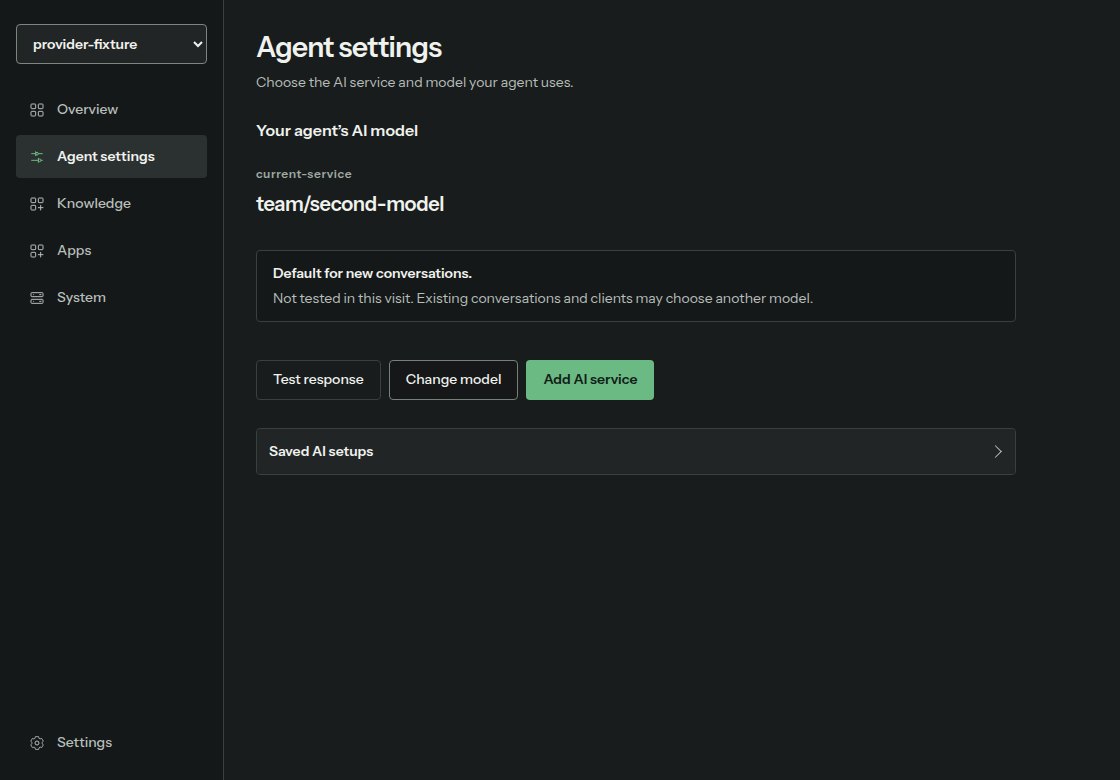 provider-fixture
Overview
Agent settings
Knowledge
Apps
System
Settings
Agent settings
Choose the AI service and model your agent uses.
Your agent’s AI model
current-service
team/second-model
Default for new conversations.
Not tested in this visit. Existing conversations and clients may choose another model.
Test response
Change model
Add AI service
Saved AI setups